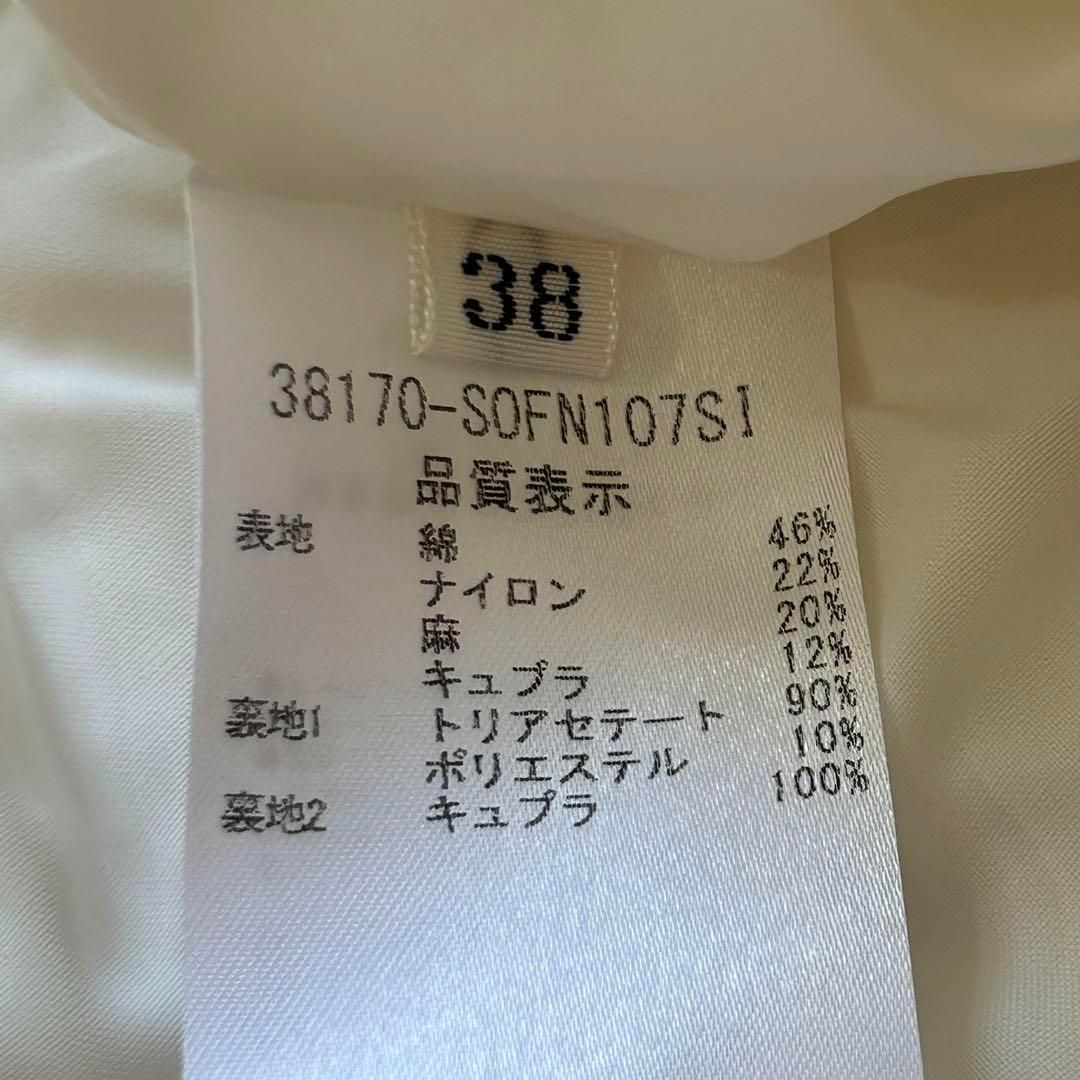 38
38170-SOFN107SI
品質表示
表地 綿 46%
ナイロン 22%
麻 20%
キュプラ 12%
裏地1 トリアセテート 90%
ポリエステル 10%
裏地2 キュプラ 100%